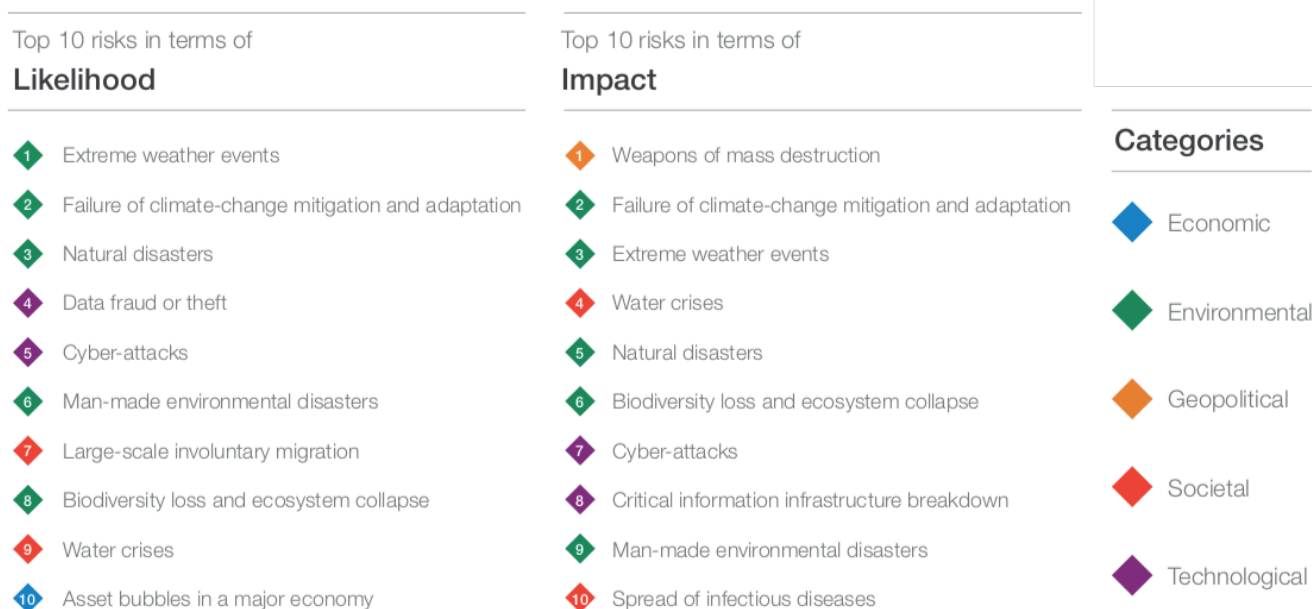 Top 10 risks in terms of
Likelihood
1 Extreme weather events
2 Failure of climate-change mitigation and adaptation
3 Natural disasters
4 Data fraud or theft
5 Cyber-attacks
6 Man-made environmental disasters
7 Large-scale involuntary migration
8 Biodiversity loss and ecosystem collapse
9 Water crises
10 Asset bubbles in a major economy
Top 10 risks in terms of
Impact
1 Weapons of mass destruction
2 Failure of climate-change mitigation and adaptation
3 Extreme weather events
4 Water crises
5 Natural disasters
6 Biodiversity loss and ecosystem collapse
7 Cyber-attacks
8 Critical information infrastructure breakdown
9 Man-made environmental disasters
10 Spread of infectious diseases
Categories
Economic
Environmental
Geopolitical
Societal
Technological